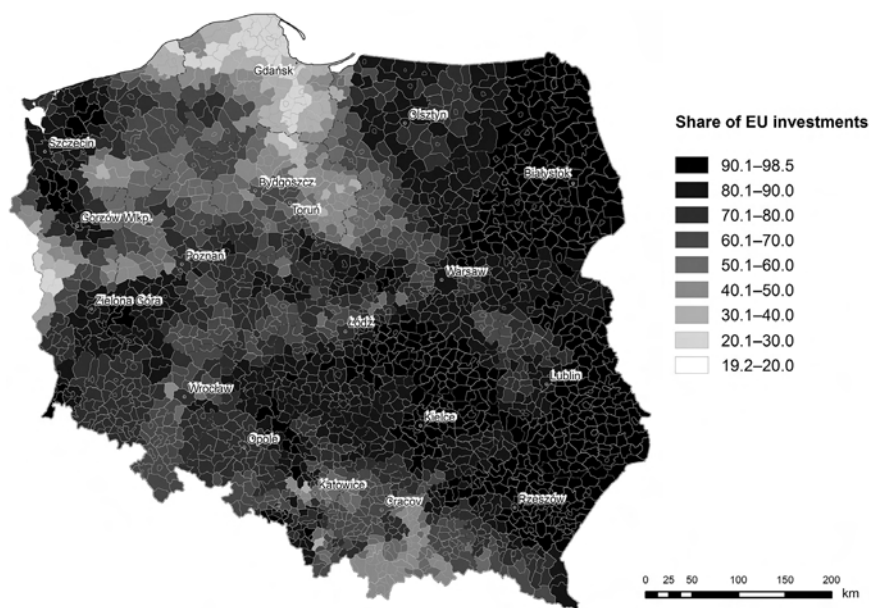 Gdańsk
Olsztyn
Szczecin
Białystok
Bydgoszcz
Toruń
Gorzów Wlkp.
Poznań
Warsaw
Zielona Góra
Łódź
Lublin
Wrocław
Kielce
Opole
Katowice
Cracov
Rzeszów
Share of EU investments
90.1–98.5
80.1–90.0
70.1–80.0
60.1–70.0
50.1–60.0
40.1–50.0
30.1–40.0
20.1–30.0
19.2–20.0
0 25 50 100 150 200
km